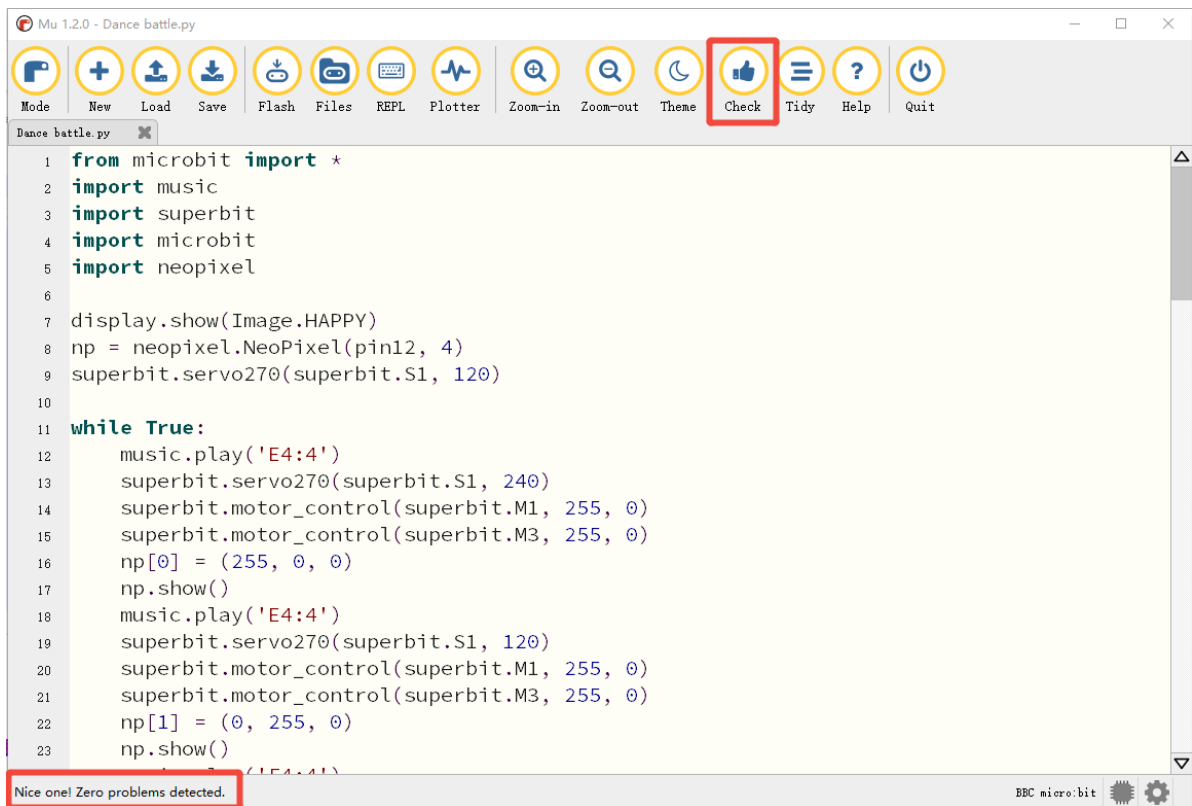 Mu 1.2.0 - Dance battle.py
Mode New Load Save Flash Files REPL Plotter Zoom-in Zoom-out Theme Check Tidy Help Quit
Dance battle.py
1 from microbit import *
2 import music
3 import superbit
4 import microbit
5 import neopixel
6
7 display.show(Image.HAPPY)
8 np = neopixel.NeoPixel(pin12, 4)
9 superbit.servo270(superbit.S1, 120)
10
11 while True:
12     music.play('E4:4')
13     superbit.servo270(superbit.S1, 240)
14     superbit.motor_control(superbit.M1, 255, 0)
15     superbit.motor_control(superbit.M3, 255, 0)
16     np[0] = (255, 0, 0)
17     np.show()
18     music.play('E4:4')
19     superbit.servo270(superbit.S1, 120)
20     superbit.motor_control(superbit.M1, 255, 0)
21     superbit.motor_control(superbit.M3, 255, 0)
22     np[1] = (0, 255, 0)
23     np.show()
Nice one! Zero problems detected.
BBC micro:bit